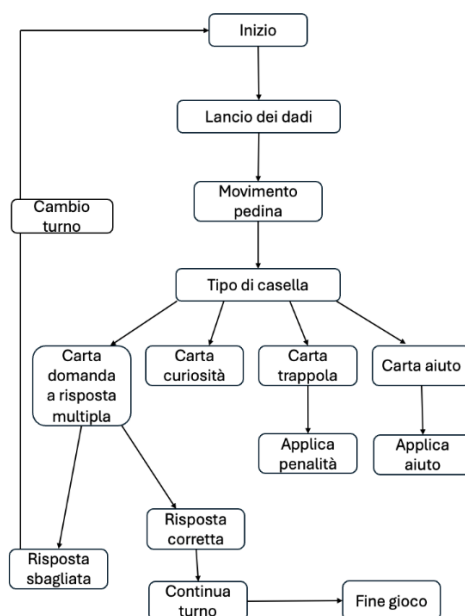 Inizio
Lancio dei dadi
Movimento
pedina
Cambio
turno
Tipo di casella
Carta
domanda
a risposta
multipla
Carta
curiosità
Carta
trappola
Carta aiuto
Applica
penalità
Applica
aiuto
Risposta
corretta
Risposta
sbagliata
Continua
turno
Fine gioco